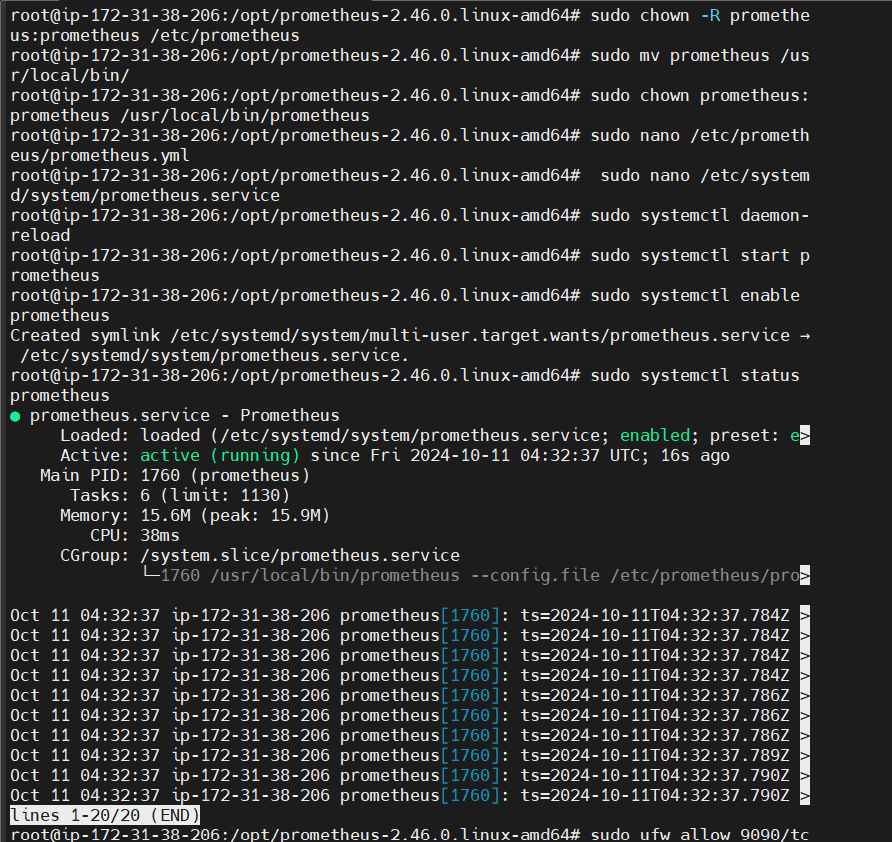 root@ip-172-31-38-206:/opt/prometheus-2.46.0.linux-amd64# sudo chown -R promethe
us:prometheus /etc/prometheus
root@ip-172-31-38-206:/opt/prometheus-2.46.0.linux-amd64# sudo mv prometheus /us
r/local/bin/
root@ip-172-31-38-206:/opt/prometheus-2.46.0.linux-amd64# sudo chown prometheus:
prometheus /usr/local/bin/prometheus
root@ip-172-31-38-206:/opt/prometheus-2.46.0.linux-amd64# sudo nano /etc/prometh
eus/prometheus.yml
root@ip-172-31-38-206:/opt/prometheus-2.46.0.linux-amd64#  sudo nano /etc/system
d/system/prometheus.service
root@ip-172-31-38-206:/opt/prometheus-2.46.0.linux-amd64# sudo systemctl daemon-
reload
root@ip-172-31-38-206:/opt/prometheus-2.46.0.linux-amd64# sudo systemctl start p
rometheus
root@ip-172-31-38-206:/opt/prometheus-2.46.0.linux-amd64# sudo systemctl enable
prometheus
Created symlink /etc/systemd/system/multi-user.target.wants/prometheus.service →
 /etc/systemd/system/prometheus.service.
root@ip-172-31-38-206:/opt/prometheus-2.46.0.linux-amd64# sudo systemctl status
prometheus
● prometheus.service - Prometheus
     Loaded: loaded (/etc/systemd/system/prometheus.service; enabled; preset: e>
     Active: active (running) since Fri 2024-10-11 04:32:37 UTC; 16s ago
   Main PID: 1760 (prometheus)
      Tasks: 6 (limit: 1130)
     Memory: 15.6M (peak: 15.9M)
        CPU: 38ms
     CGroup: /system.slice/prometheus.service
             └─1760 /usr/local/bin/prometheus --config.file /etc/prometheus/pro>
Oct 11 04:32:37 ip-172-31-38-206 prometheus[1760]: ts=2024-10-11T04:32:37.784Z >
Oct 11 04:32:37 ip-172-31-38-206 prometheus[1760]: ts=2024-10-11T04:32:37.784Z >
Oct 11 04:32:37 ip-172-31-38-206 prometheus[1760]: ts=2024-10-11T04:32:37.784Z >
Oct 11 04:32:37 ip-172-31-38-206 prometheus[1760]: ts=2024-10-11T04:32:37.784Z >
Oct 11 04:32:37 ip-172-31-38-206 prometheus[1760]: ts=2024-10-11T04:32:37.786Z >
Oct 11 04:32:37 ip-172-31-38-206 prometheus[1760]: ts=2024-10-11T04:32:37.786Z >
Oct 11 04:32:37 ip-172-31-38-206 prometheus[1760]: ts=2024-10-11T04:32:37.786Z >
Oct 11 04:32:37 ip-172-31-38-206 prometheus[1760]: ts=2024-10-11T04:32:37.789Z >
Oct 11 04:32:37 ip-172-31-38-206 prometheus[1760]: ts=2024-10-11T04:32:37.790Z >
Oct 11 04:32:37 ip-172-31-38-206 prometheus[1760]: ts=2024-10-11T04:32:37.790Z >
lines 1-20/20 (END)
root@ip-172-31-38-206:/opt/prometheus-2.46.0.linux-amd64# sudo ufw allow 9090/tc